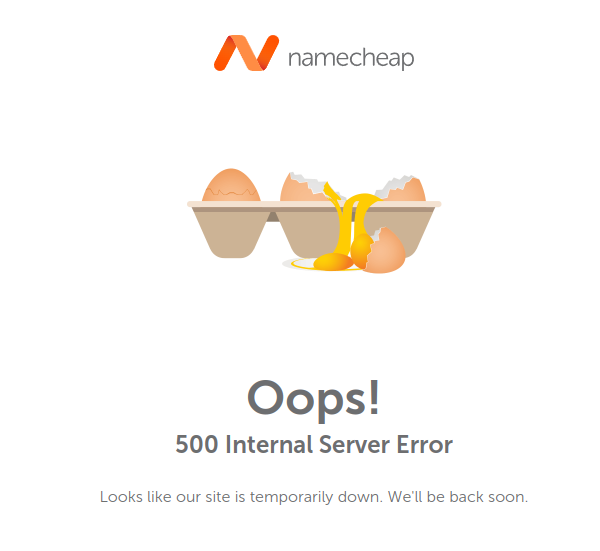 namecheap
Oops!
500 Internal Server Error
Looks like our site is temporarily down. We'll be back soon.